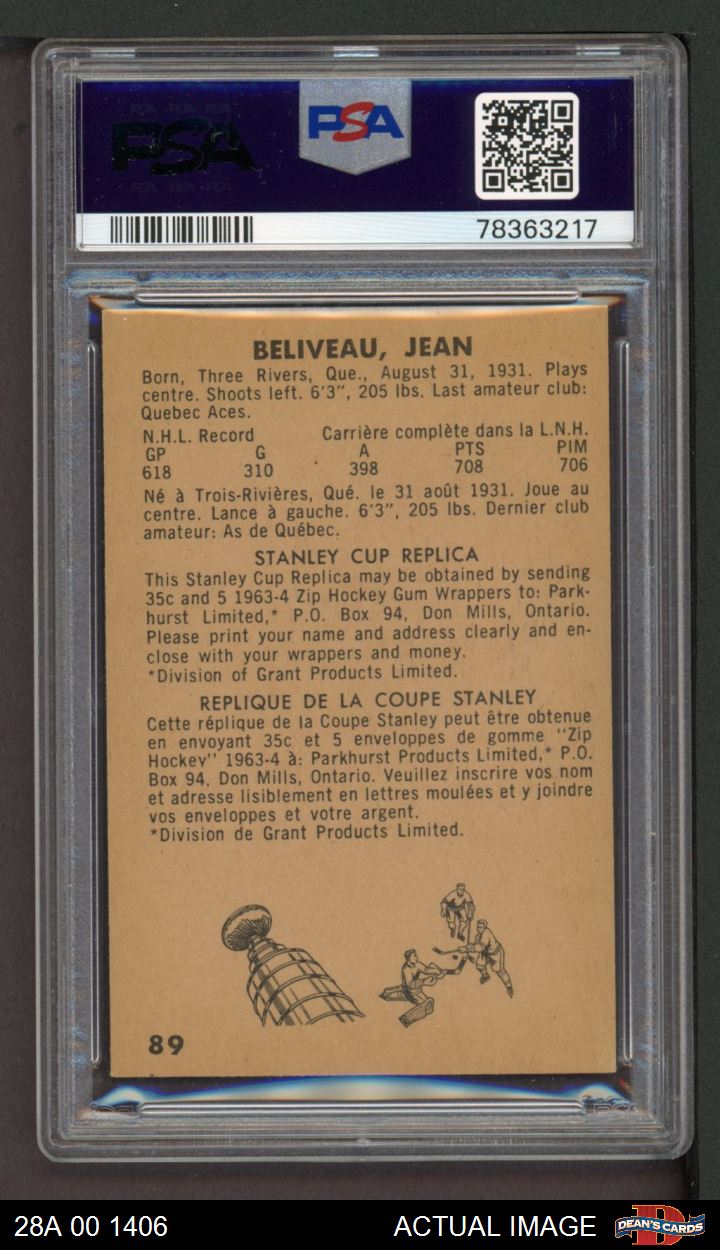 PSA PSA PSA
PSA
PSA PSA PSA
PSA
78363217
BELIVEAU, JEAN
Born, Three Rivers, Que., August 31, 1931. Plays
centre. Shoots left. 6'3", 205 lbs. Last amateur club:
Quebec Aces.
N.H.L. Record Carrière complète dans la L.N.H.
GP G A PTS PIM
618 310 398 708 706
Né à Trois-Rivières, Qué. le 31 août 1931. Joue au
centre. Lance à gauche. 6'3", 205 lbs. Dernier club
amateur: As de Québec.
STANLEY CUP REPLICA
This Stanley Cup Replica may be obtained by sending
35c and 5 1963-4 Zip Hockey Gum Wrappers to: Park-
hurst Limited,* P.O. Box 94, Don Mills, Ontario.
Please print your name and address clearly and en-
close with your wrappers and money.
*Division of Grant Products Limited.
REPLIQUE DE LA COUPE STANLEY
Cette réplique de la Coupe Stanley peut être obtenue
en envoyant 35c et 5 enveloppes de gomme "Zip
Hockey" 1963-4 à: Parkhurst Products Limited,* P.O.
Box 94, Don Mills, Ontario. Veuillez inscrire vos nom
et adresse lisiblement en lettres moulées et y joindre
vos enveloppes et votre argent.
*Division de Grant Products Limited.
89
28A 00 1406 ACTUAL IMAGE DEAN'S CARDS